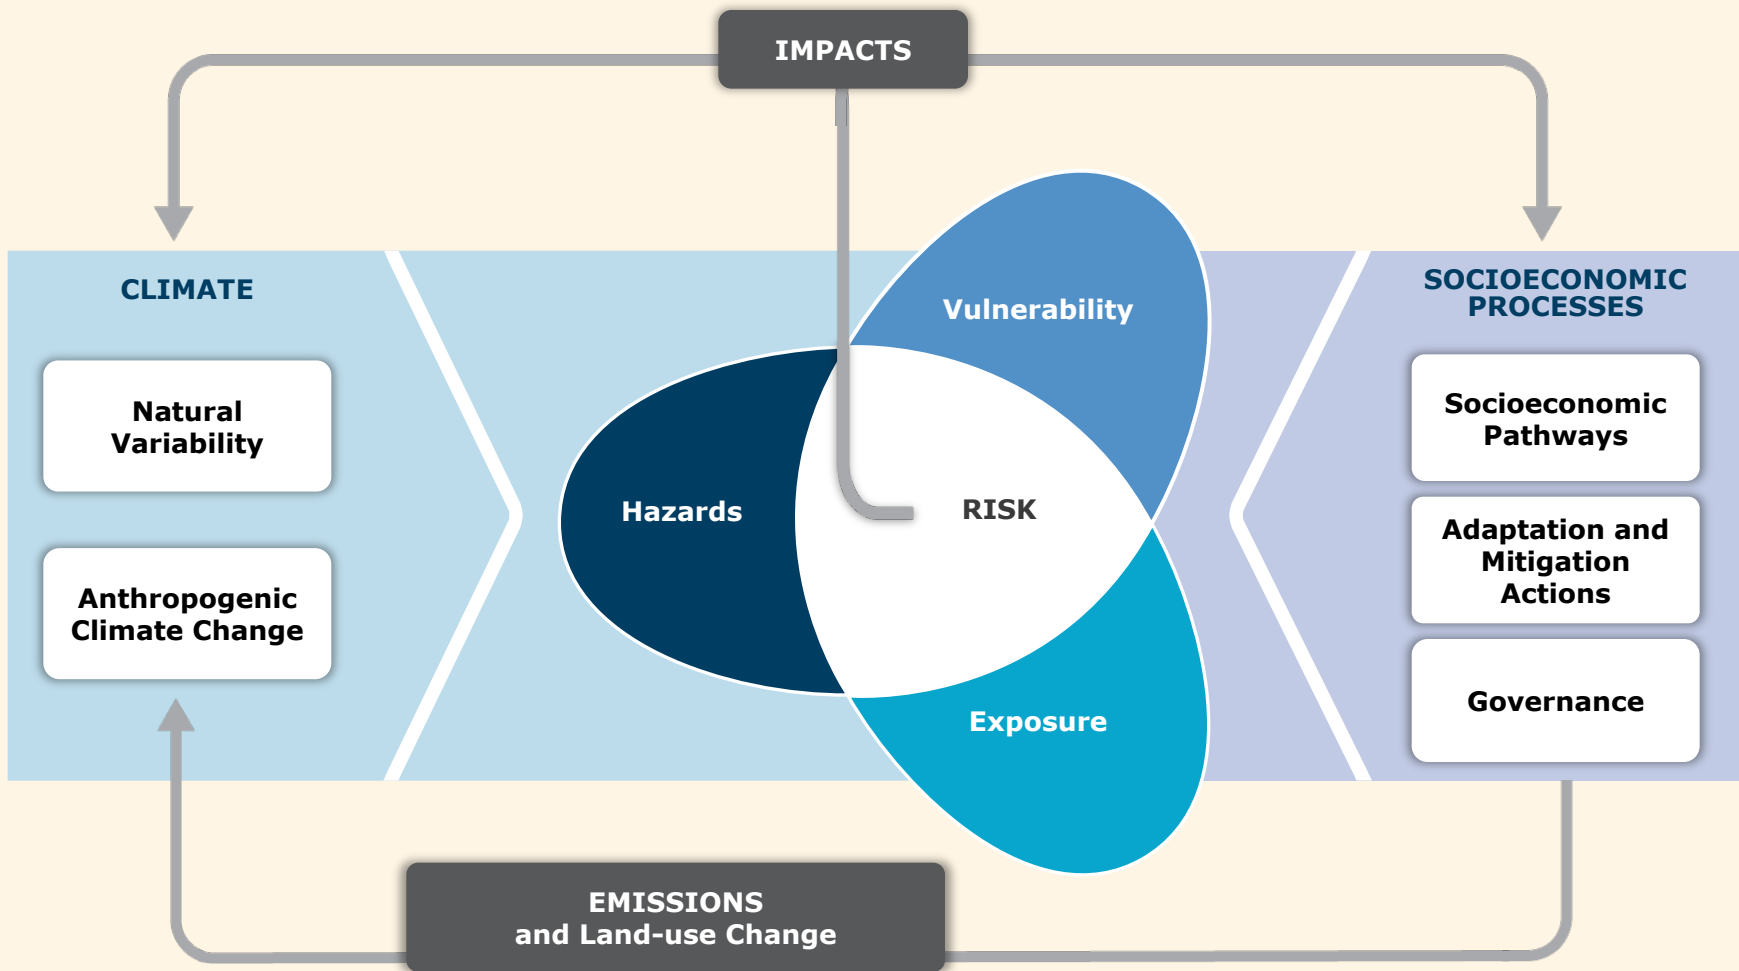 IMPACTS
CLIMATE
Natural
Variability
Anthropogenic
Climate Change
Vulnerability
Hazards
RISK
Exposure
SOCIOECONOMIC
PROCESSES
Socioeconomic
Pathways
Adaptation and
Mitigation
Actions
Governance
EMISSIONS
and Land-use Change